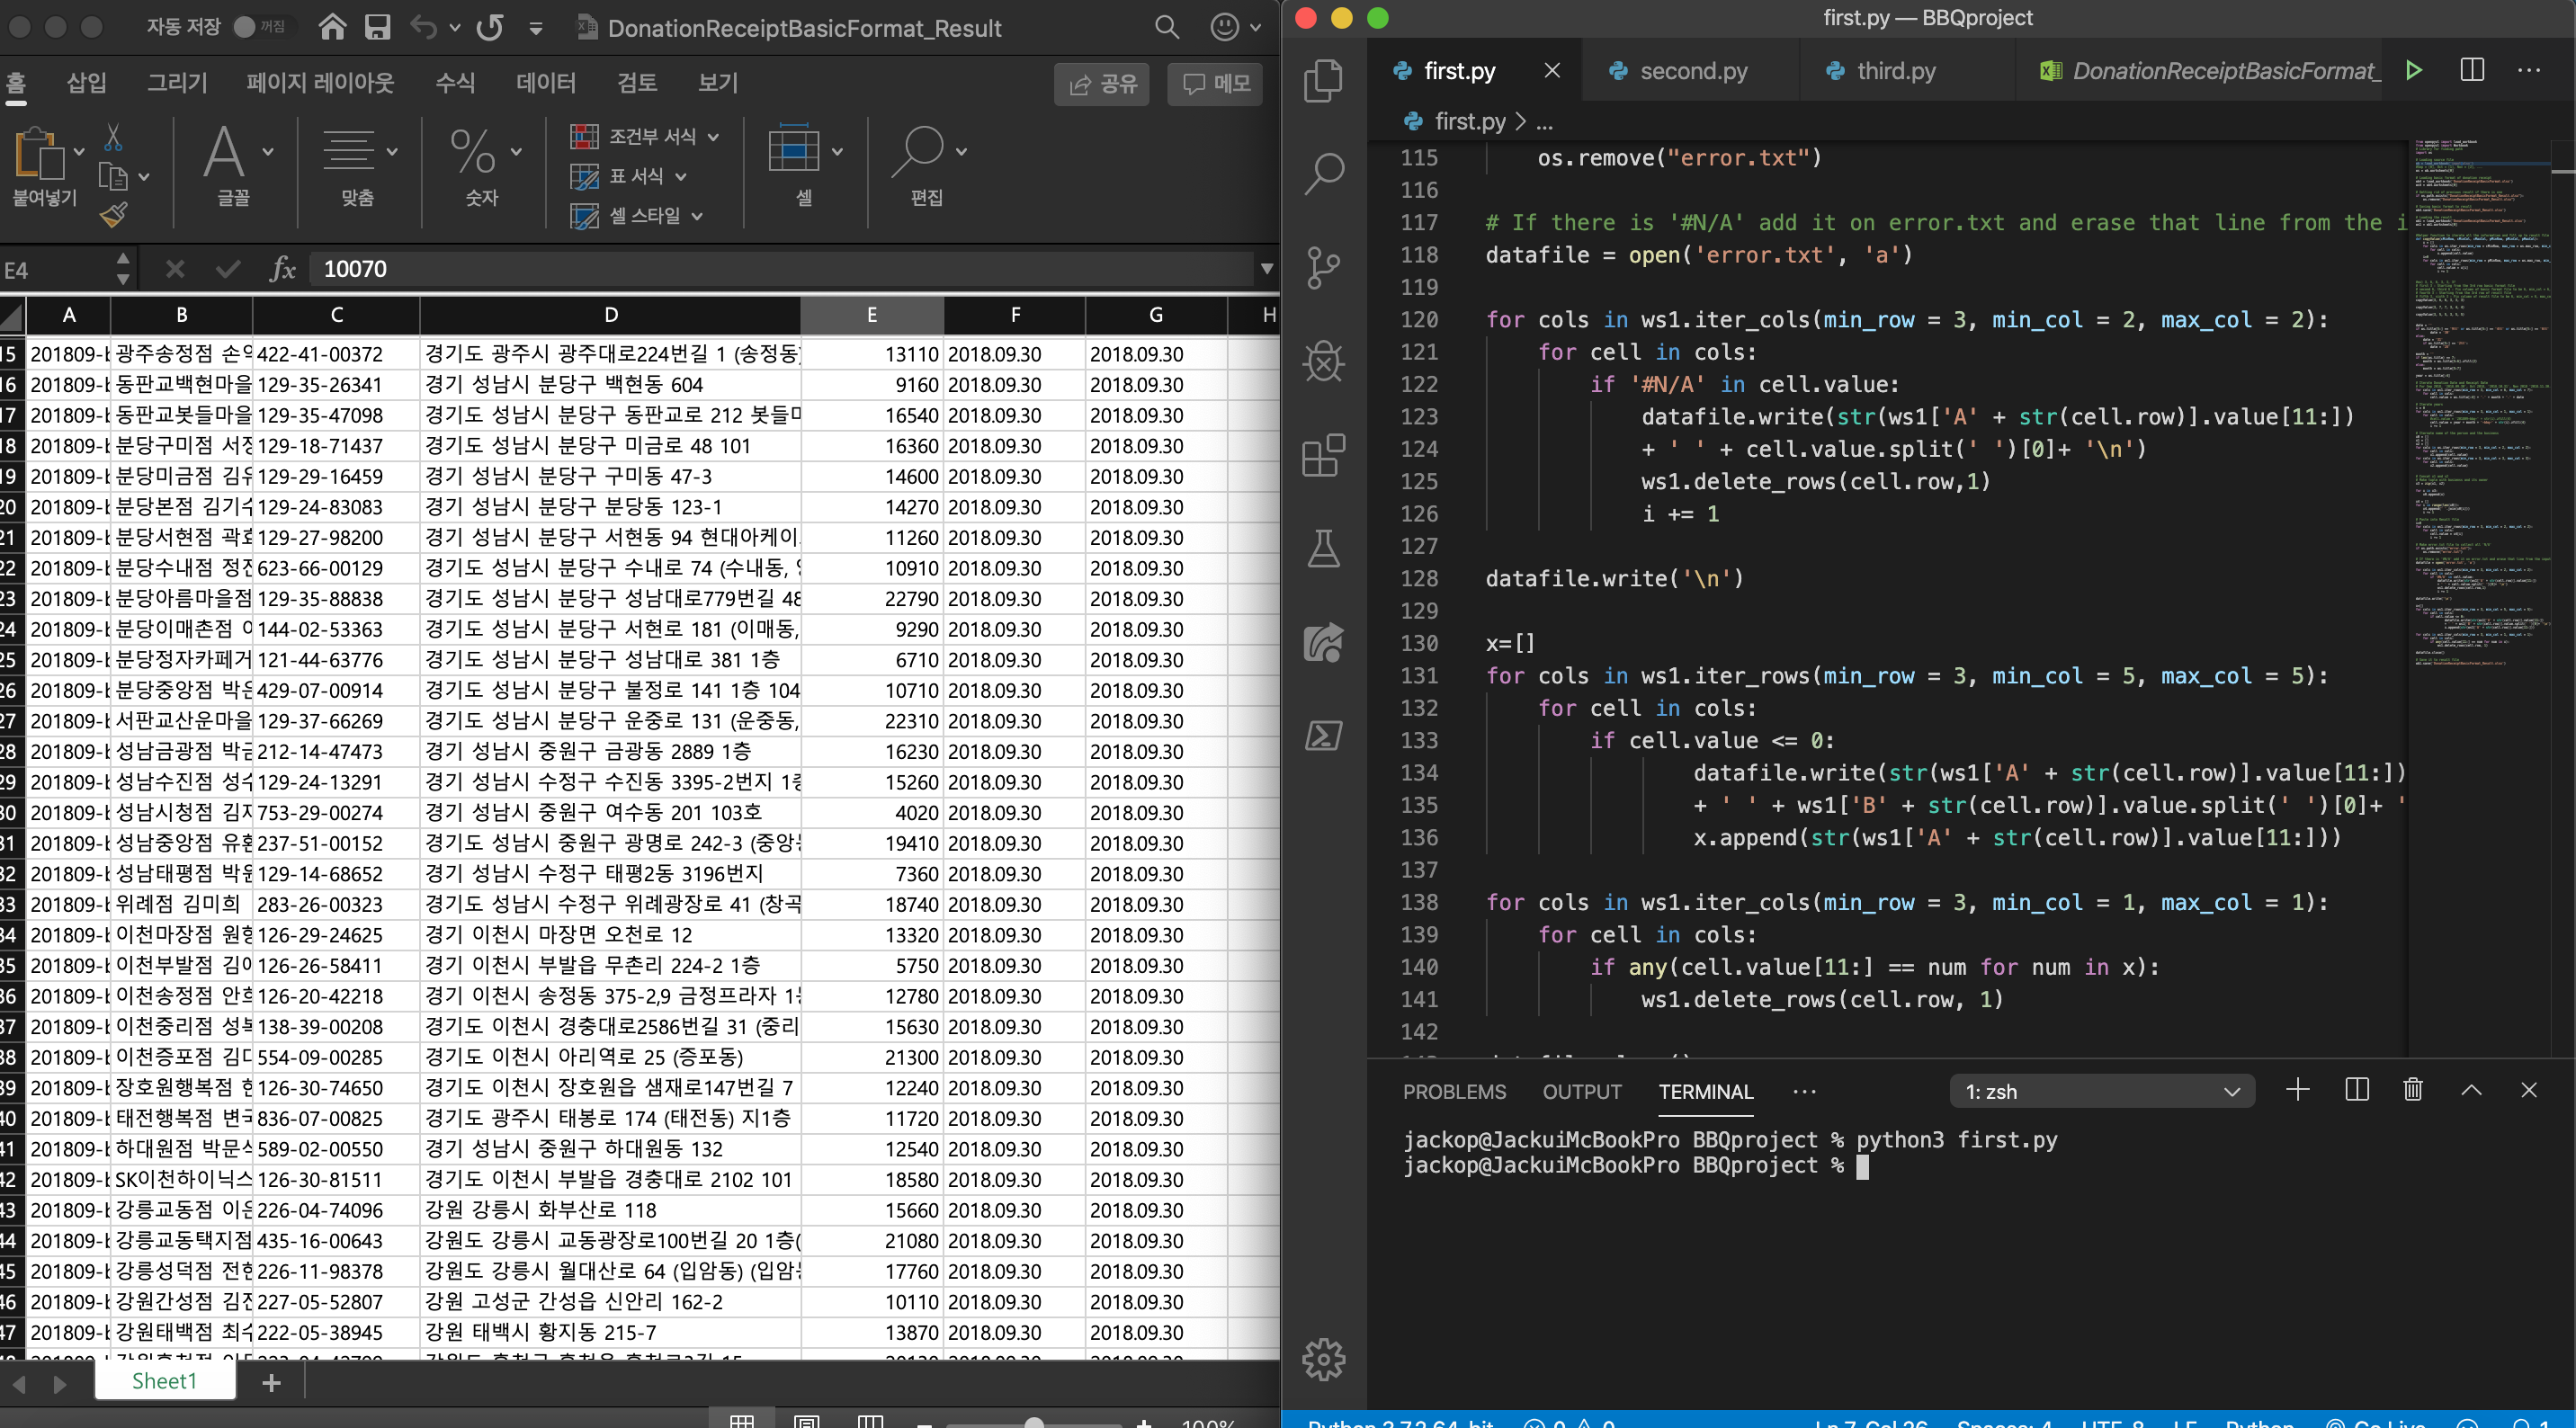 자동 저장 꺼짐 DonationReceiptBasicFormat_Result
홈 삽입 그리기 페이지 레이아웃 수식 데이터 검토 보기 공유 메모
붙여넣기 글꼴 맞춤 숫자 조건부 서식 표 서식 셀 스타일 셀 편집
E4 fx 10070
A B C D E F G H
15 201809- 광주송정점 422-41-00372 경기도 광주시 광주대로224번길 1 (송정동) 13110 2018.09.30 2018.09.30
16 201809- 동판교백현마을 129-35-26341 경기 성남시 분당구 백현동 604 9160 2018.09.30 2018.09.30
17 201809- 동판교봇들마을 129-35-47098 경기도 성남시 분당구 동판교로 212 봇들마 16540 2018.09.30 2018.09.30
18 201809- 분당구미점 서정 129-18-71437 경기도 성남시 분당구 미금로 48 101 16360 2018.09.30 2018.09.30
19 201809- 분당미금점 김유 129-29-16459 경기 성남시 분당구 구미동 47-3 14600 2018.09.30 2018.09.30
20 201809- 분당본점 김기수 129-24-83083 경기 성남시 분당구 분당동 123-1 14270 2018.09.30 2018.09.30
21 201809- 분당서현점 129-27-98200 경기 성남시 분당구 서현동 94 현대아케이 11260 2018.09.30 2018.09.30
22 201809- 분당수내점 정진 623-66-00129 경기도 성남시 분당구 수내로 74 (수내동, 10910 2018.09.30 2018.09.30
23 201809- 분당아름마을점 129-35-88838 경기도 성남시 분당구 성남대로779번길 48 22790 2018.09.30 2018.09.30
24 201809- 분당이매촌점 144-02-53363 경기도 성남시 분당구 서현로 181 (이매동, 9290 2018.09.30 2018.09.30
25 201809- 분당정자카페거 121-44-63776 경기도 성남시 분당구 성남대로 381 1층 6710 2018.09.30 2018.09.30
26 201809- 분당중앙점 429-07-00914 경기도 성남시 분당구 불정로 141 1층 104 10710 2018.09.30 2018.09.30
27 201809- 서판교산운마을 129-37-66269 경기도 성남시 분당구 운중로 131 (운중동, 22310 2018.09.30 2018.09.30
28 201809- 성남금광점 212-14-47473 경기 성남시 중원구 금광동 2889 1층 16230 2018.09.30 2018.09.30
29 201809- 성남수진점 129-24-13291 경기 성남시 수정구 수진동 3395-2번지 1층 15260 2018.09.30 2018.09.30
30 201809- 성남시청점 753-29-00274 경기 성남시 중원구 여수동 201 103호 4020 2018.09.30 2018.09.30
31 201809- 성남중앙점 237-51-00152 경기도 성남시 중원구 광명로 242-3 (중앙동 19410 2018.09.30 2018.09.30
32 201809- 성남태평점 129-14-68652 경기 성남시 수정구 태평2동 3196번지 7360 2018.09.30 2018.09.30
33 201809- 위례점 김미희 283-26-00323 경기도 성남시 수정구 위례광장로 41 (창곡 18740 2018.09.30 2018.09.30
34 201809- 이천마장점 126-29-24625 경기 이천시 마장면 오천로 12 13320 2018.09.30 2018.09.30
35 201809- 이천부발점 126-26-58411 경기 이천시 부발읍 무촌리 224-2 1층 5750 2018.09.30 2018.09.30
36 201809- 이천송정점 126-20-42218 경기 이천시 송정동 375-2,9 금정프라자 1층 12780 2018.09.30 2018.09.30
37 201809- 이천중리점 138-39-00208 경기도 이천시 경충대로2586번길 31 (중리 15630 2018.09.30 2018.09.30
38 201809- 이천증포점 554-09-00285 경기도 이천시 아리역로 25 (증포동) 21300 2018.09.30 2018.09.30
39 201809- 장호원행복점 126-30-74650 경기도 이천시 장호원읍 샘재로147번길 7 12240 2018.09.30 2018.09.30
40 201809- 태전행복점 836-07-00825 경기도 광주시 태봉로 174 (태전동) 지1층 11720 2018.09.30 2018.09.30
41 201809- 하대원점 박문식 589-02-00550 경기 성남시 중원구 하대원동 132 12540 2018.09.30 2018.09.30
42 201809- SK이천하이닉스 126-30-81511 경기도 이천시 부발읍 경충대로 2102 101 18580 2018.09.30 2018.09.30
43 201809- 강릉교동점 226-04-74096 강원 강릉시 화부산로 118 15660 2018.09.30 2018.09.30
44 201809- 강릉교동택지점 435-16-00643 강원도 강릉시 교동광장로100번길 20 1층( 21080 2018.09.30 2018.09.30
45 201809- 강릉성덕점 226-11-98378 강원도 강릉시 월대산로 64 (입암동) (입암동 17760 2018.09.30 2018.09.30
46 201809- 강원간성점 227-05-52807 강원 고성군 간성읍 신안리 162-2 10110 2018.09.30 2018.09.30
47 201809- 강원태백점 222-05-38945 강원 태백시 황지동 215-7 13870 2018.09.30 2018.09.30
Sheet1 +
100%
first.py — BBQproject
first.py second.py third.py DonationReceiptBasicFormat_
first.py > ...
115 os.remove("error.txt")
116
117 # If there is '#N/A' add it on error.txt and erase that line from the i
118 datafile = open('error.txt', 'a')
119
120 for cols in ws1.iter_cols(min_row = 3, min_col = 2, max_col = 2):
121 for cell in cols:
122 if '#N/A' in cell.value:
123 datafile.write(str(ws1['A' + str(cell.row)].value[11:])
124 + ' ' + cell.value.split(' ')[0]+ '\n')
125 ws1.delete_rows(cell.row,1)
126 i += 1
127
128 datafile.write('\n')
129
130 x=[]
131 for cols in ws1.iter_rows(min_row = 3, min_col = 5, max_col = 5):
132 for cell in cols:
133 if cell.value <= 0:
134 datafile.write(str(ws1['A' + str(cell.row)].value[11:])
135 + ' ' + ws1['B' + str(cell.row)].value.split(' ')[0]+ '
136 x.append(str(ws1['A' + str(cell.row)].value[11:]))
137
138 for cols in ws1.iter_cols(min_row = 3, min_col = 1, max_col = 1):
139 for cell in cols:
140 if any(cell.value[11:] == num for num in x):
141 ws1.delete_rows(cell.row, 1)
142
PROBLEMS OUTPUT TERMINAL ... 1: zsh
jackop@JackuiMcBookPro BBQproject % python3 first.py
jackop@JackuiMcBookPro BBQproject %